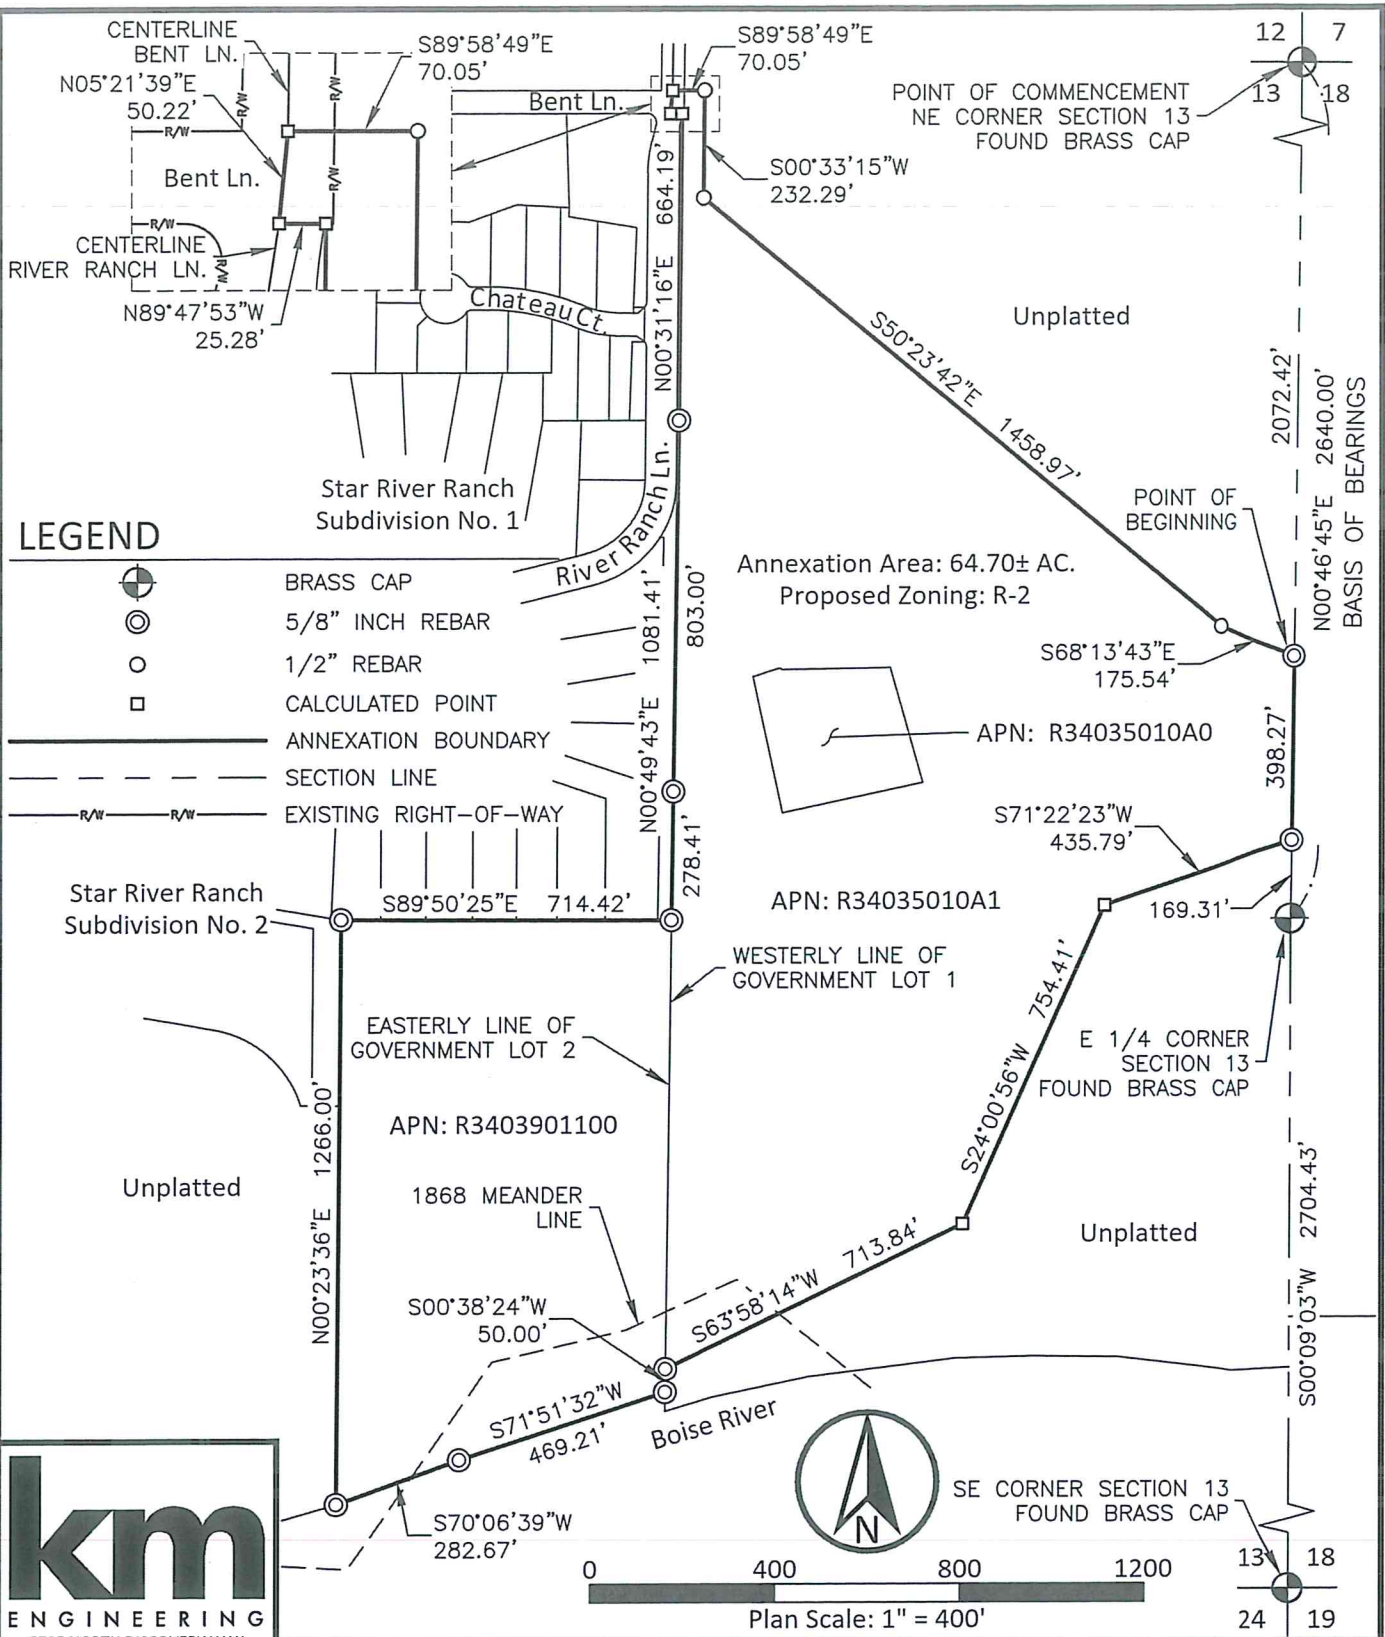 CENTERLINE
BENT LN.
S89°58'49"E
70.05'
N05°21'39"E
50.22'
R/W
R/W
R/W
Bent Ln.
R/W
R/W
R/W
CENTERLINE
RIVER RANCH LN.
N89°47'53"W
25.28'
Bent Ln.
S89°58'49"E
70.05'
S00°33'15"W
232.29'
12 7
13 18
POINT OF COMMENCEMENT
NE CORNER SECTION 13
FOUND BRASS CAP
N00°31'16"E 664.19'
Chateau Ct.
Unplatted
S50°23'42"E 1458.97'
2072.42'
N00°46'45"E 2640.00'
BASIS OF BEARINGS
Star River Ranch
Subdivision No. 1
River Ranch Ln.
POINT OF
BEGINNING
LEGEND
BRASS CAP
5/8" INCH REBAR
1/2" REBAR
CALCULATED POINT
ANNEXATION BOUNDARY
SECTION LINE
R/W R/W EXISTING RIGHT-OF-WAY
Annexation Area: 64.70± AC.
Proposed Zoning: R-2
N00°49'43"E 1081.41'
803.00'
S68°13'43"E
175.54'
APN: R34035010A0
398.27'
278.41'
S71°22'23"W
435.79'
Star River Ranch
Subdivision No. 2
S89°50'25"E 714.42'
APN: R34035010A1
169.31'
WESTERLY LINE OF
GOVERNMENT LOT 1
EASTERLY LINE OF
GOVERNMENT LOT 2
S24°00'56"W 754.41'
E 1/4 CORNER
SECTION 13
FOUND BRASS CAP
N00°23'36"E 1266.00'
APN: R3403901100
Unplatted
1868 MEANDER
LINE
Unplatted
S00°09'03"W 2704.43'
S00°38'24"W
50.00'
S63°58'14"W 713.84'
S71°51'32"W
469.21'
Boise River
S70°06'39"W
282.67'
N
SE CORNER SECTION 13
FOUND BRASS CAP
13 18
24 19
km
ENGINEERING
0 400 800 1200
Plan Scale: 1" = 400'